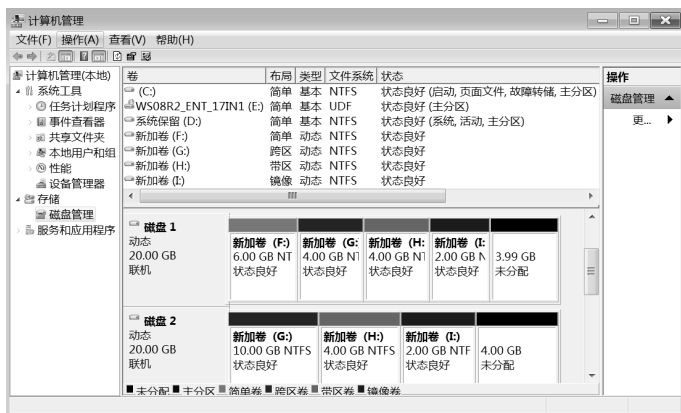 计算机管理
文件(F) 操作(A) 查看(V) 帮助(H)
计算机管理(本地)
系统工具
任务计划程序
事件查看器
共享文件夹
本地用户和组
性能
设备管理器
存储
磁盘管理
服务和应用程序
卷 布局 类型 文件系统 状态
(C:) 简单 基本 NTFS 状态良好 (启动, 页面文件, 故障转储, 主分区)
WS08R2_ENT_17IN1 (E:) 简单 基本 UDF 状态良好 (主分区)
系统保留 (D:) 简单 基本 NTFS 状态良好 (系统, 活动, 主分区)
新加卷 (F:) 简单 动态 NTFS 状态良好
新加卷 (G:) 跨区 动态 NTFS 状态良好
新加卷 (H:) 带区 动态 NTFS 状态良好
新加卷 (I:) 镜像 动态 NTFS 状态良好
磁盘 1
动态
20.00 GB
联机
新加卷 (F:) 新加卷 (G: 新加卷 (H: 新加卷 (I:
6.00 GB NT 4.00 GB NT 4.00 GB NT 2.00 GB N 3.99 GB
状态良好 状态良好 状态良好 状态良好 未分配
磁盘 2
动态
20.00 GB
联机
新加卷 (G:) 新加卷 (H:) 新加卷 (I:)
10.00 GB NTFS 4.00 GB NTFS 2.00 GB NTF 4.00 GB
状态良好 状态良好 状态良好 未分配
未分配 主分区 简单卷 跨区卷 带区卷 镜像卷
操作
磁盘管理
更...